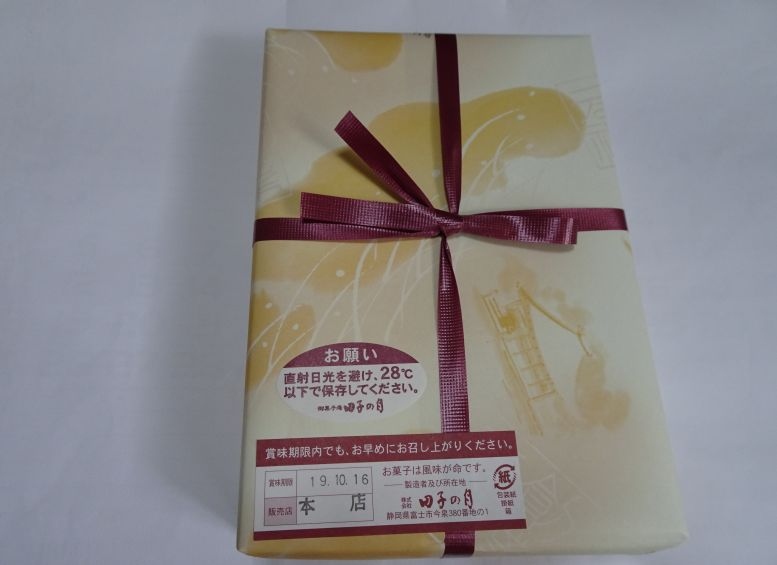 お願い
直射日光を避け、28℃
以下で保存してください。
御菓子処 田子の月
賞味期限内でも、お早めにお召し上がりください。
賞味期限 19.10.16
販売店 本店
お菓子は風味が命です。
製造者及び所在地
株式会社 田子の月
静岡県富士市今泉380番地の1
紙
包装紙
掛紙
箱